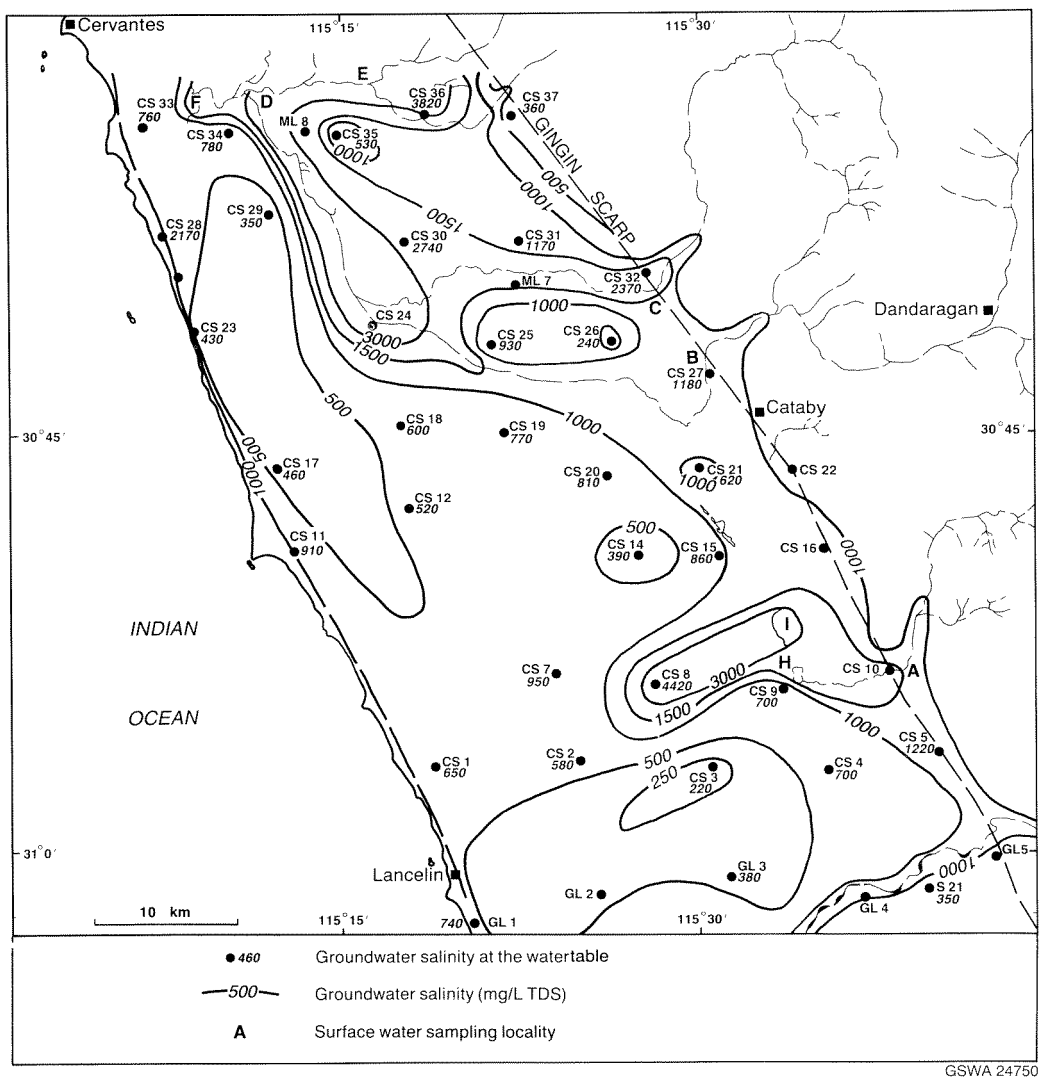 Cervantes
115°15'
115°30'
E
F
D
CS 33
760
CS 34
780
ML 8
CS 36
3820
CS 35
530
1000
CS 37
360
GINGIN SCARP
500
1000
CS 29
350
CS 28
2170
1500
CS 30
2740
CS 31
1170
CS 32
2370
ML 7
C
Dandaragan
1000
CS 24
3000
1500
CS 23
430
CS 25
930
CS 26
240
B
CS 27
1180
Cataby
500
1000
CS 18
600
CS 19
770
30°45'
30°45'
500
1000
CS 17
460
CS 20
810
CS 21
1620
1000
CS 22
CS 12
520
500
CS 11
910
CS 14
390
CS 15
860
CS 16
1000
INDIAN
OCEAN
I
H
CS 7
950
CS 8
4420
3000
1500
CS 9
700
CS 10
A
1000
CS 1
650
CS 2
580
500
250
CS 3
220
CS 4
700
CS 5
1220
31°0'
Lancelin
GL 2
GL 3
380
GL5
1000
S 21
350
GL 4
10 km
115°15'
740
GL 1
115°30'
460 Groundwater salinity at the watertable
500 Groundwater salinity (mg/L TDS)
A Surface water sampling locality
GSWA 24750